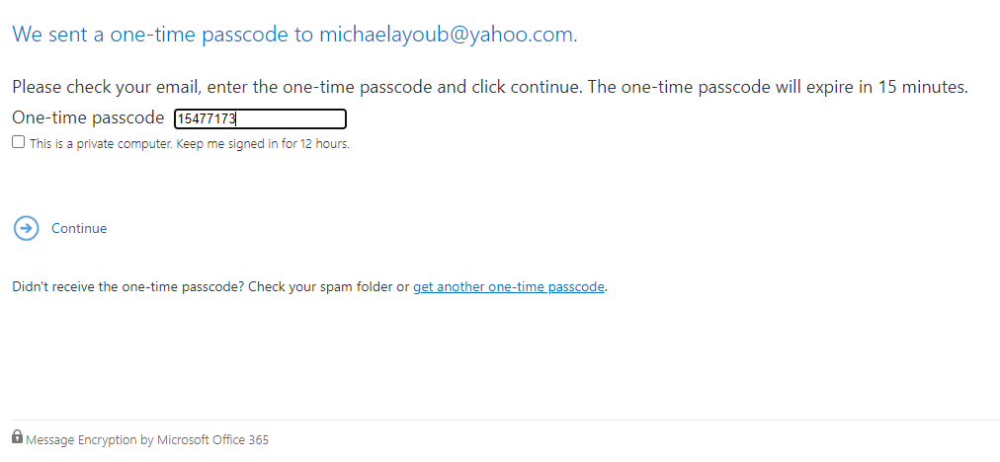 We sent a one-time passcode to michaelayoub@yahoo.com.
Please check your email, enter the one-time passcode and click continue. The one-time passcode will expire in 15 minutes.
One-time passcode 15477173
This is a private computer. Keep me signed in for 12 hours.
Continue
Didn't receive the one-time passcode? Check your spam folder or get another one-time passcode.
Message Encryption by Microsoft Office 365